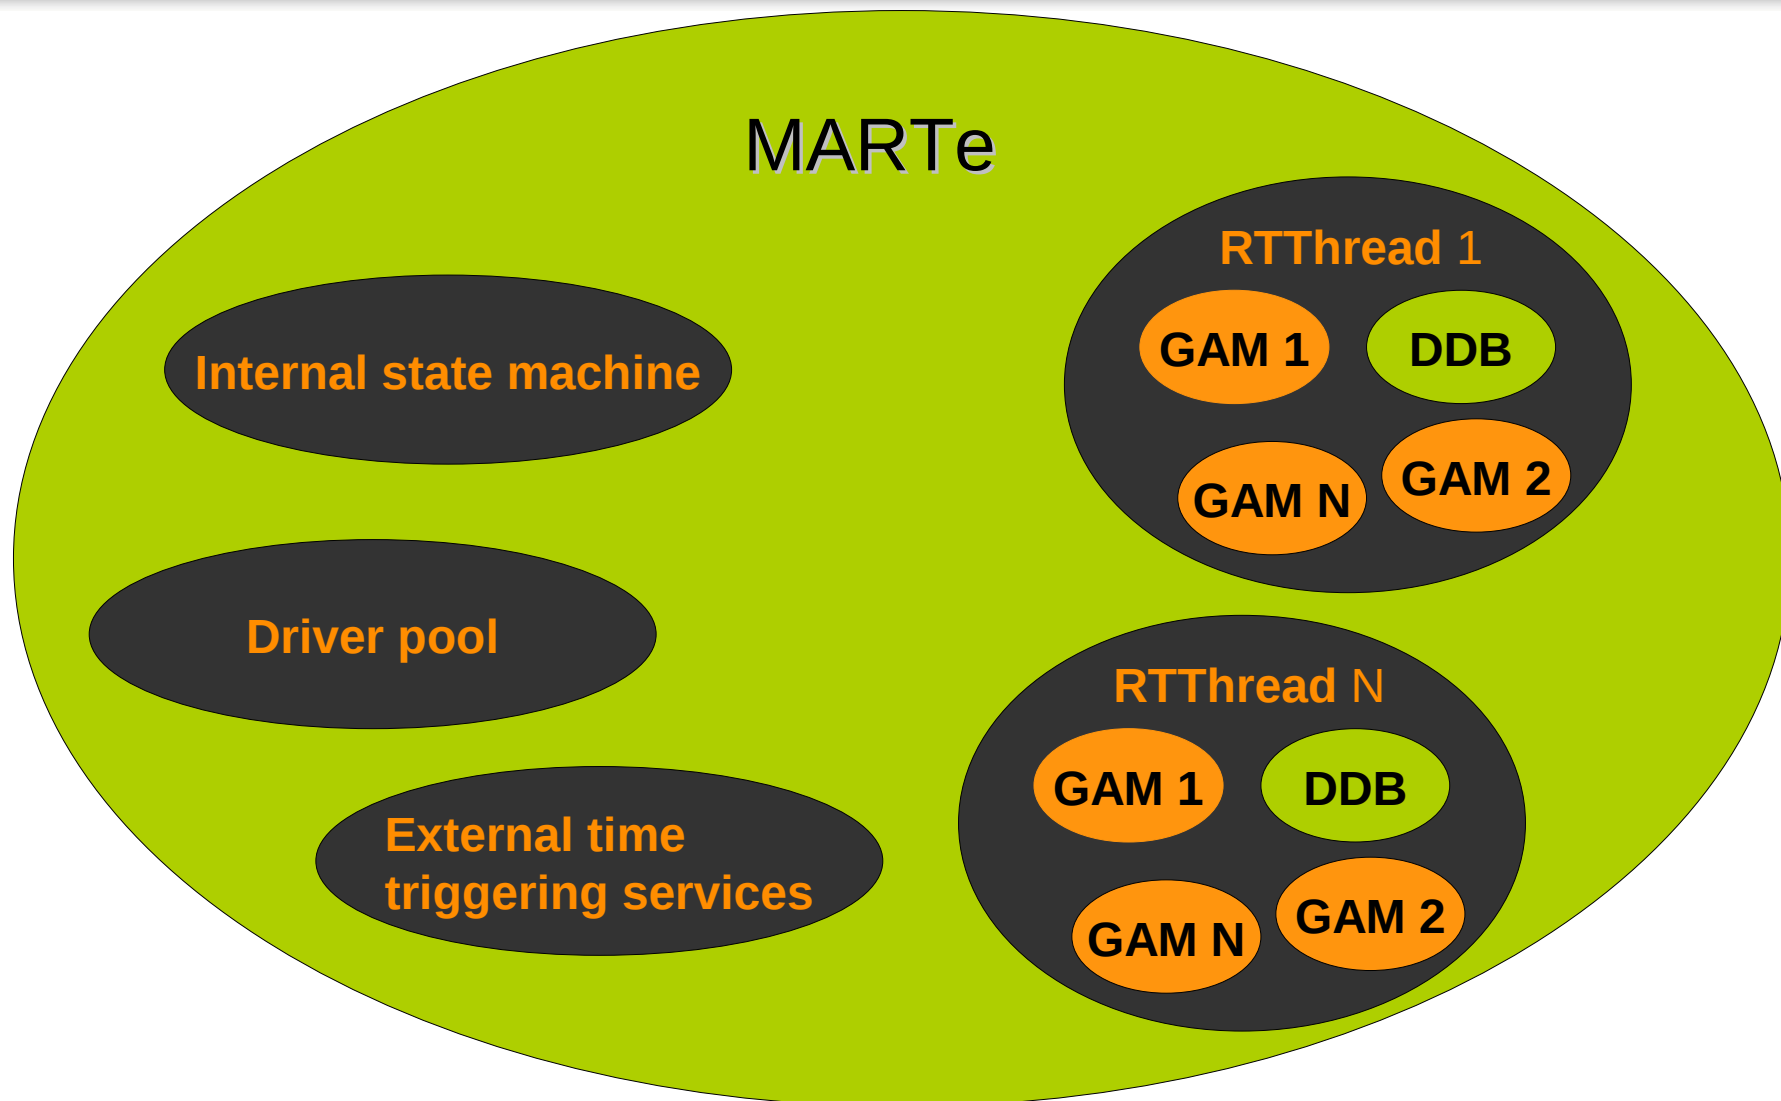 MARTe
RTThread 1
GAM 1
DDB
GAM N
GAM 2
Internal state machine
Driver pool
External time
triggering services
RTThread N
GAM 1
DDB
GAM N
GAM 2